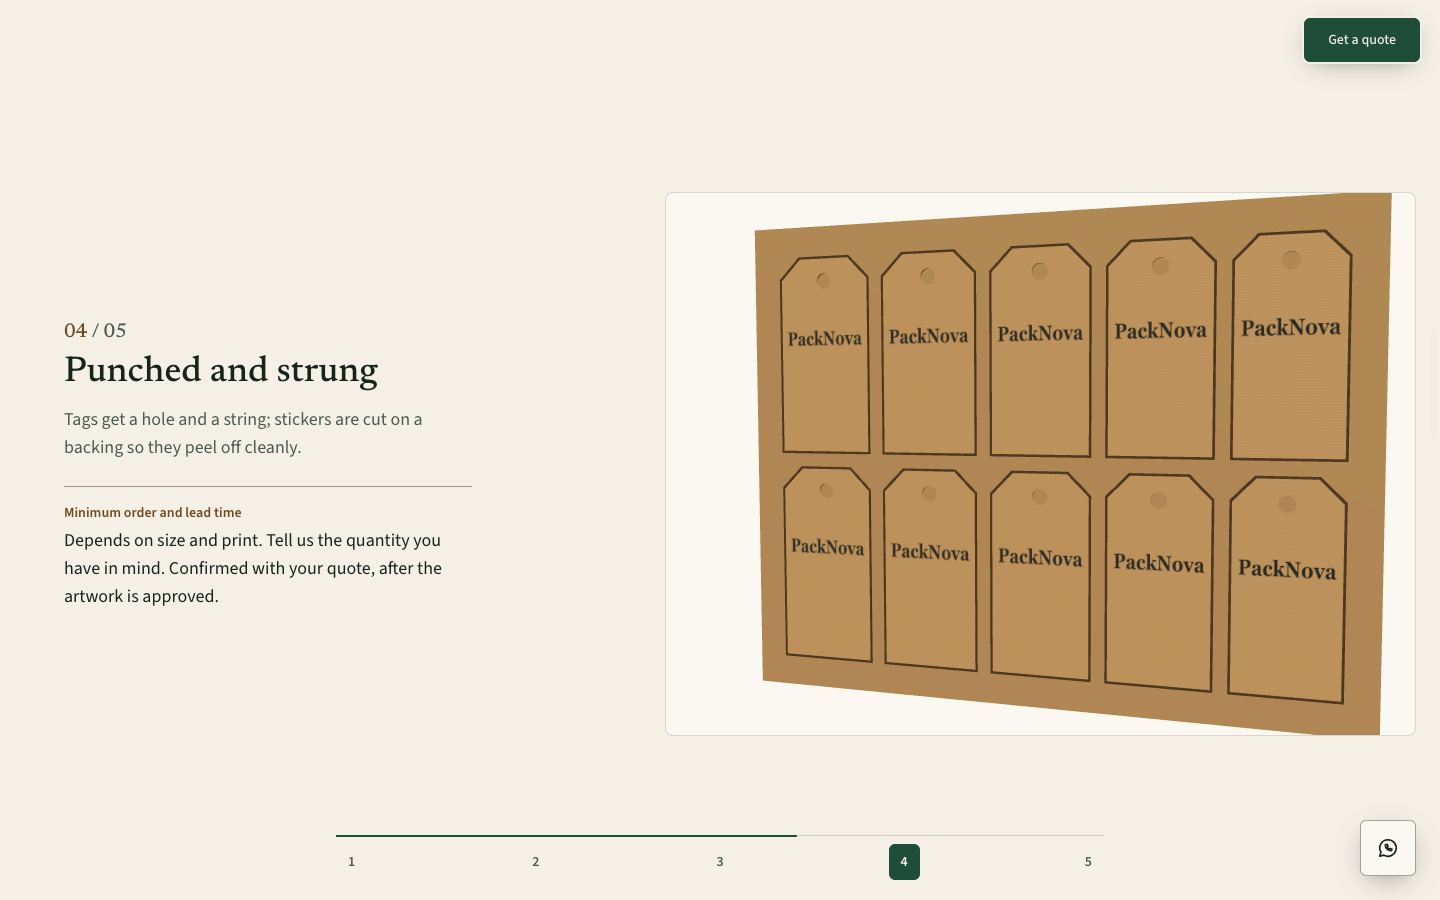 Get a quote
04 / 05
Punched and strung
Tags get a hole and a string; stickers are cut on a
backing so they peel off cleanly.
Minimum order and lead time
Depends on size and print. Tell us the quantity you
have in mind. Confirmed with your quote, after the
artwork is approved.
PackNova PackNova PackNova PackNova PackNova
PackNova PackNova PackNova PackNova PackNova
1 2 3 4 5